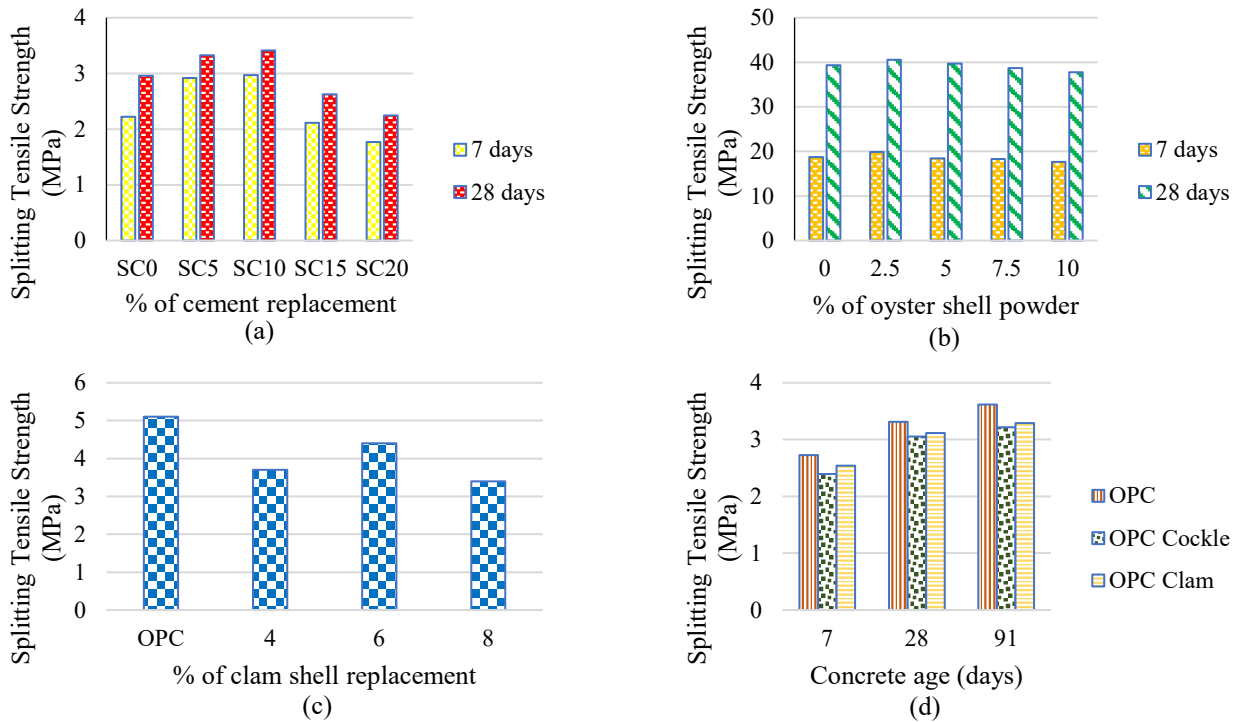 Splitting Tensile Strength
(MPa)
4
3
2
1
0
SC0 SC5 SC10 SC15 SC20
% of cement replacement
(a)
7 days
28 days
Splitting Tensile Strength
(MPa)
50
40
30
20
10
0
0 2.5 5 7.5 10
% of oyster shell powder
(b)
7 days
28 days
Splitting Tensile Strength
(MPa)
6
5
4
3
2
1
0
OPC 4 6 8
% of clam shell replacement
(c)
Splitting Tensile Strength
(MPa)
4
3
2
1
0
7 28 91
Concrete age (days)
(d)
OPC
OPC Cockle
OPC Clam